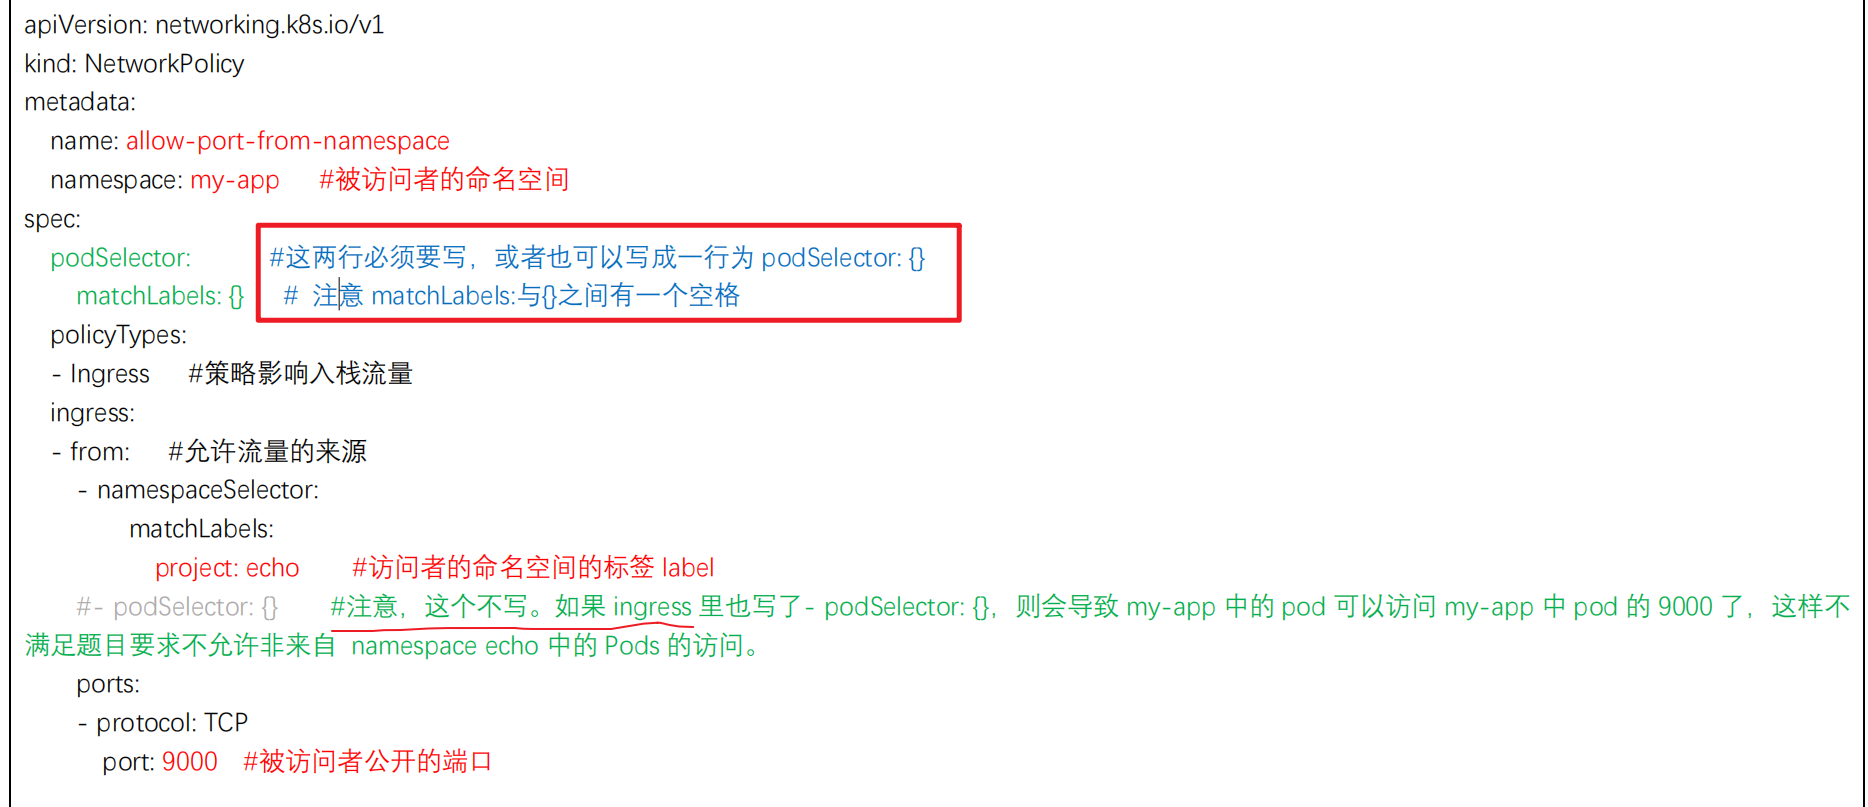 apiVersion: networking.k8s.io/v1
kind: NetworkPolicy
metadata:
name: allow-port-from-namespace
namespace: my-app #被访问者的命名空间
spec:
podSelector: #这两行必须要写，或者也可以写成一行为 podSelector: {}
matchLabels: {} # 注意 matchLabels:与{}之间有一个空格
policyTypes:
- Ingress #策略影响入栈流量
ingress:
- from: #允许流量的来源
- namespaceSelector:
matchLabels:
project: echo #访问者的命名空间的标签 label
#- podSelector: {} #注意，这个不写。如果 ingress 里也写了- podSelector: {}，则会导致 my-app 中的 pod 可以访问 my-app 中 pod 的 9000 了，这样不
满足题目要求不允许非来自 namespace echo 中的 Pods 的访问。
ports:
- protocol: TCP
port: 9000 #被访问者公开的端口